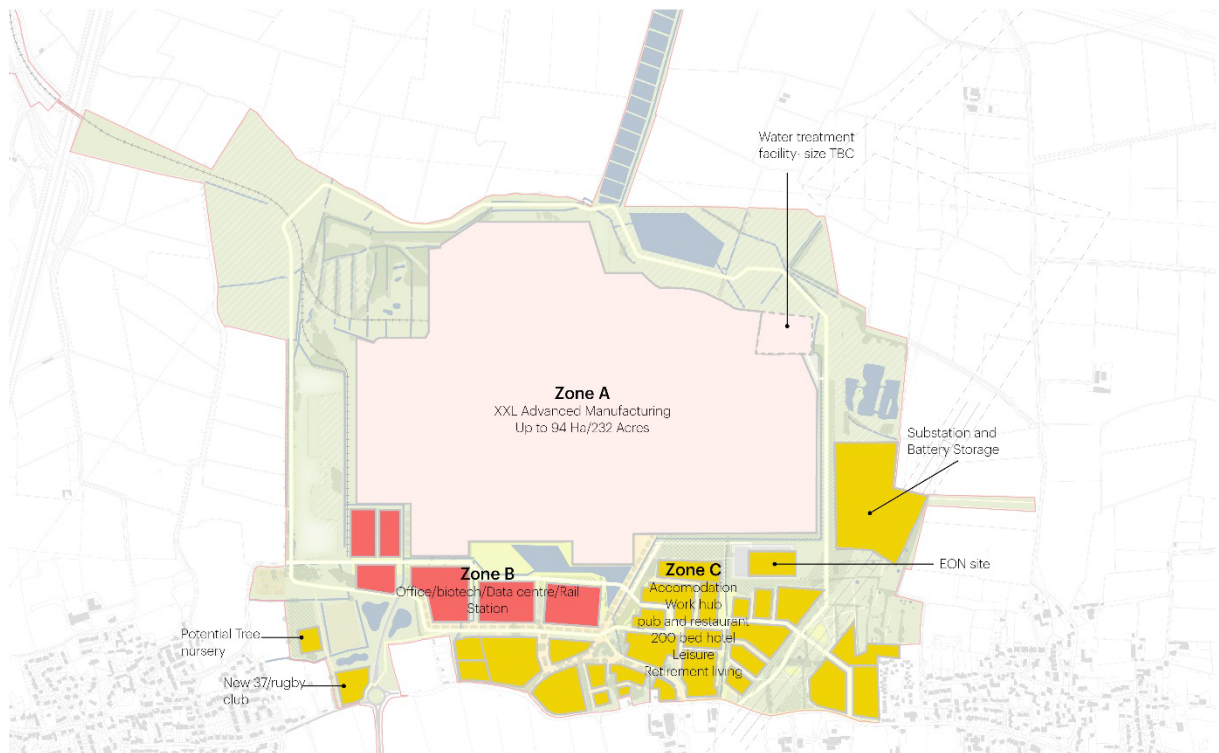 Water treatment
facility- size TBC
Zone A
XXL Advanced Manufacturing
Up to 94 Ha/232 Acres
Substation and
Battery Storage
EON site
Zone B
Office/biotech/Data centre/Rail
Station
Zone C
Accomodation
Work hub
pub and restaurant
200 bed hotel
Leisure
Retirement living
Potential Tree
nursery
New 37/rugby
club